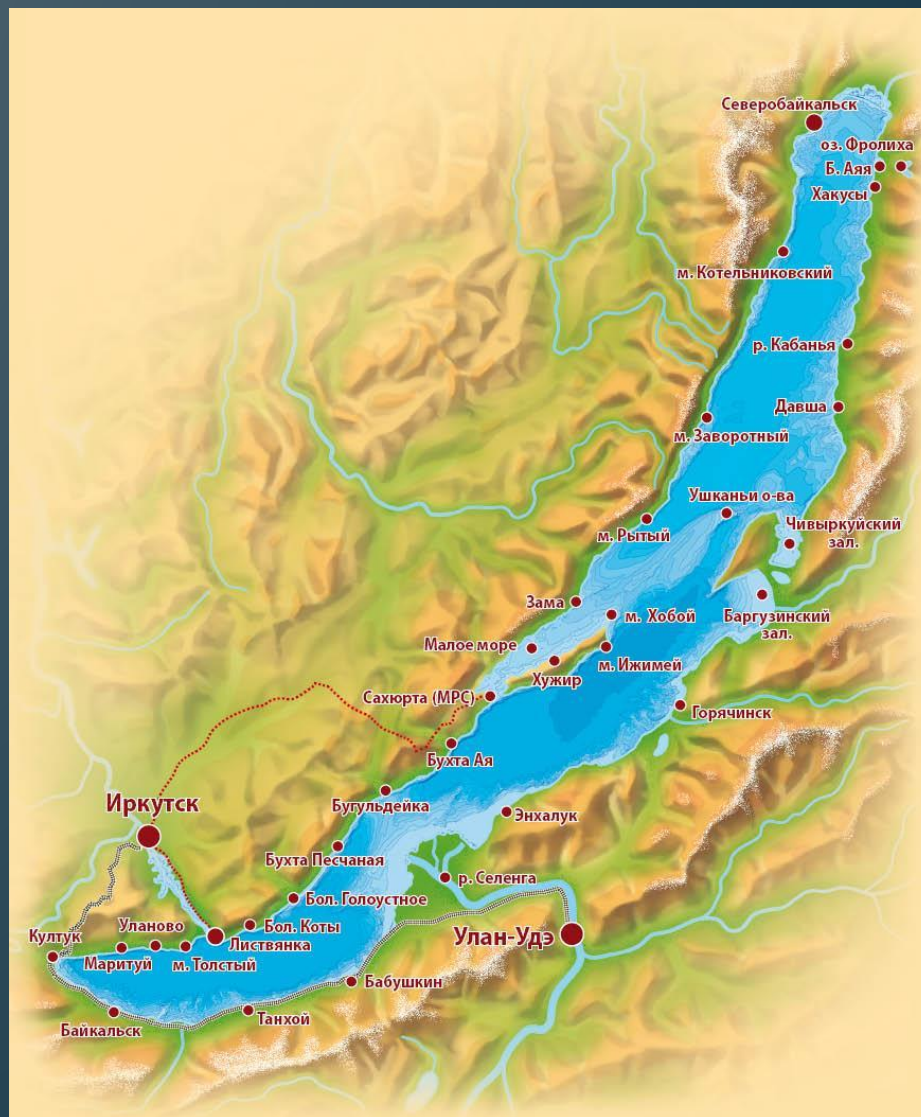 Северобайкальск
оз. Фролиха
Б. Аяя
Хакусы
м. Котельниковский
р. Кабанья
Давша
м. Заворотный
Ушканьи о-ва
м. Рытый
Чивыркуйский
зал.
Зама
м. Хобой
Баргузинский
зал.
Малое море
м. Ижимей
Хужир
Сахюрта (МРС)
Горячинск
Бухта Ая
Бугульдейка
Иркутск
Энхалук
Бухта Песчаная
р. Селенга
Бол. Голоустное
Уланово
Бол. Коты
Култук
Листвянка
Улан-Удэ
Маритуй
м. Толстый
Бабушкин
Танхой
Байкальск